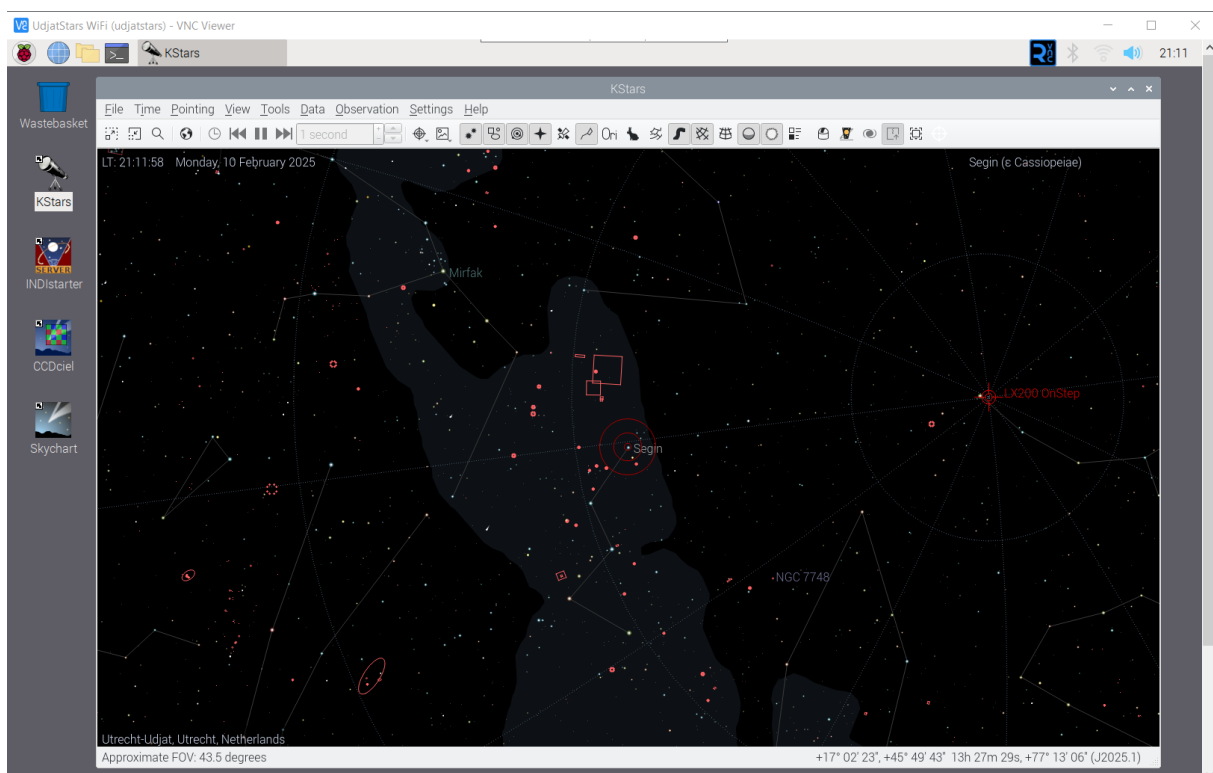 UdjatStars WiFi (udjatstars) - VNC Viewer
KStars 21:11
Wastebasket
KStars
INDIstarter
CCDciel
Skychart
SERVER
KStars
File Time Pointing View Tools Data Observation Settings Help
1 second
LT: 21:11:58 Monday, 10 February 2025
Segin (ε Cassiopeiae)
Mirfak
LX200 OnStep
Segin
NGC 7748
Utrecht-Udjat, Utrecht, Netherlands
Approximate FOV: 43.5 degrees
+17° 02' 23", +45° 49' 43" 13h 27m 29s, +77° 13' 06" (J2025.1)